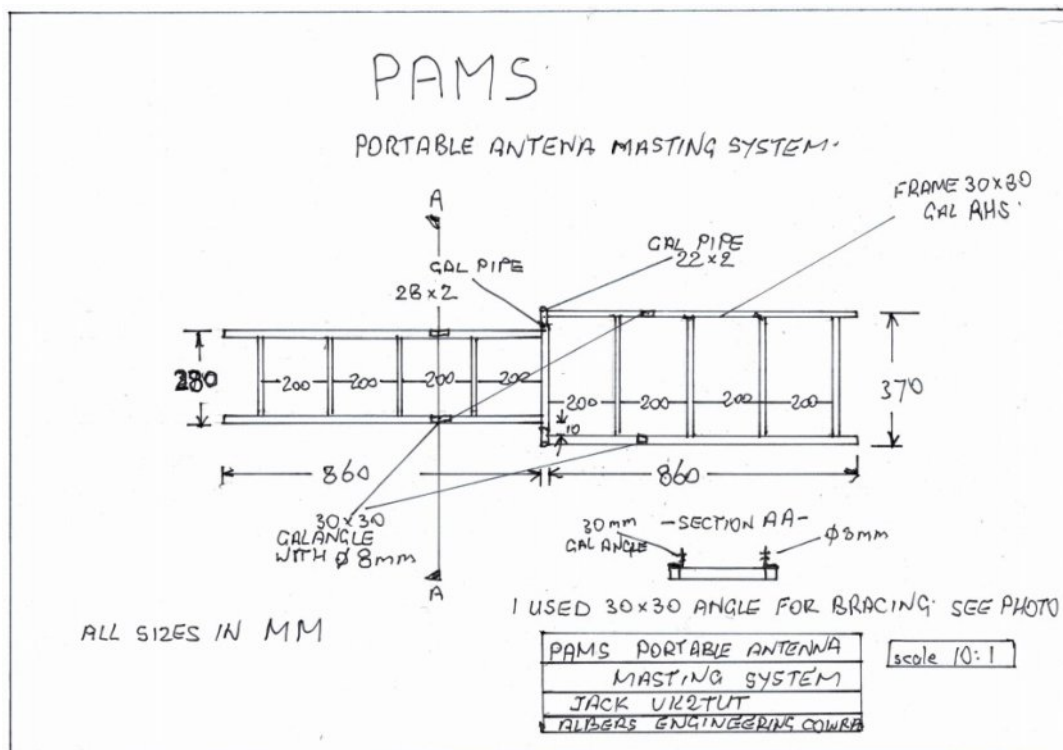 PAMS
PORTABLE ANTENA MASTING SYSTEM.
A
FRAME 30x30
GAL RHS.
GAL PIPE
22x2
GAL PIPE
28x2
280
200 200 200 200
200 200 200 200
10
370
860
860
30x30
GAL ANGLE
WITH Ø 8mm
A
30mm
GAL ANGLE
-SECTION AA-
Ø8mm
ALL SIZES IN MM
I USED 30x30 ANGLE FOR BRACING. SEE PHOTO
PAMS PORTABLE ANTENNA
MASTING SYSTEM
JACK VK2TUT
ALBERS ENGINEERING COWRA
scale 10:1